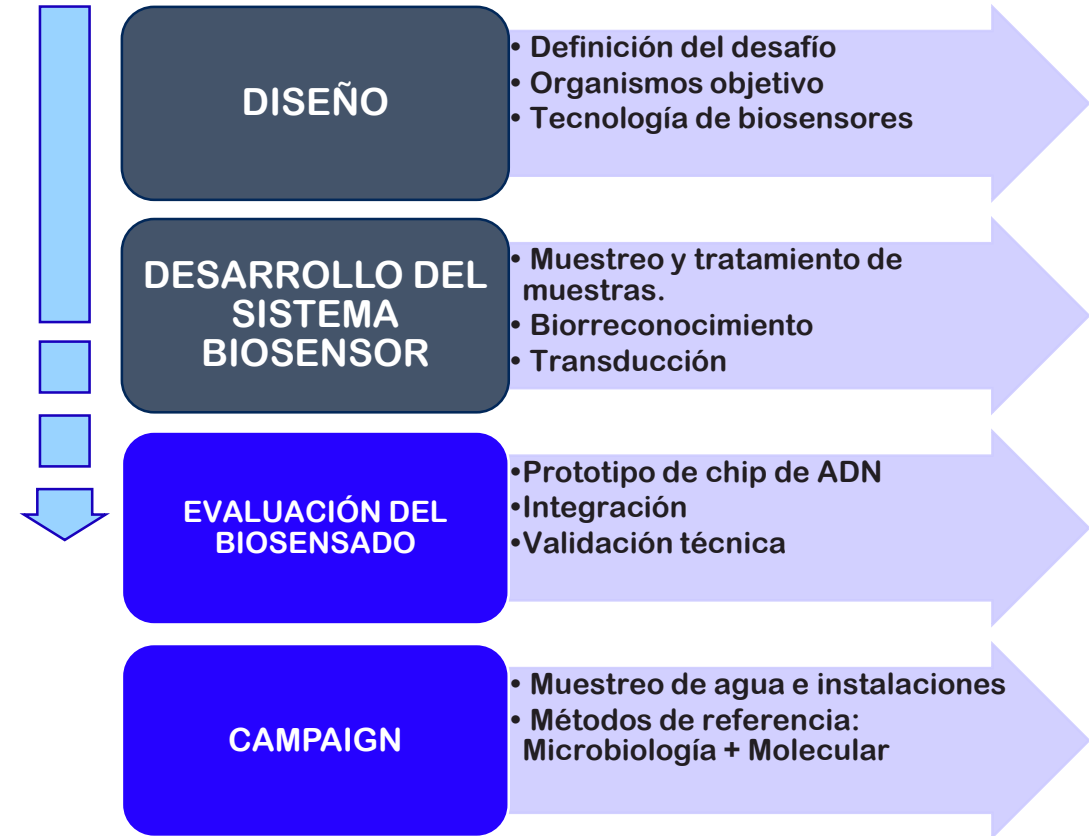 DISEÑO
• Definición del desafío
• Organismos objetivo
• Tecnología de biosensores
DESARROLLO DEL
SISTEMA
BIOSENSOR
• Muestreo y tratamiento de
muestras.
• Biorreconocimiento
• Transducción
EVALUACIÓN DEL
BIOSENSADO
•Prototipo de chip de ADN
•Integración
•Validación técnica
CAMPAIGN
• Muestreo de agua e instalaciones
• Métodos de referencia:
Microbiología + Molecular